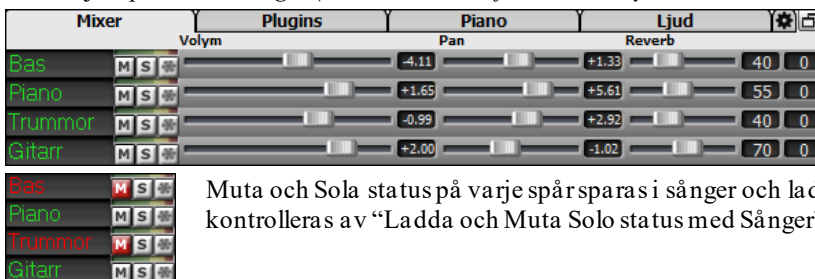 Mixer Plugins Piano Ljud
Volym Pan Reverb
Bas M S -4.11 +1.33 40 0
Piano M S +1.65 +5.61 55 0
Trummor M S -0.99 +2.92 40 0
Gitarr M S +2.00 -1.02 70 0
Bas M S
Piano M S
Trummor M S
Gitarr M S
Muta och Sola status på varje spår sparas i sånger och lad
kontrolleras av “Ladda och Muta Solo status med Sånger”